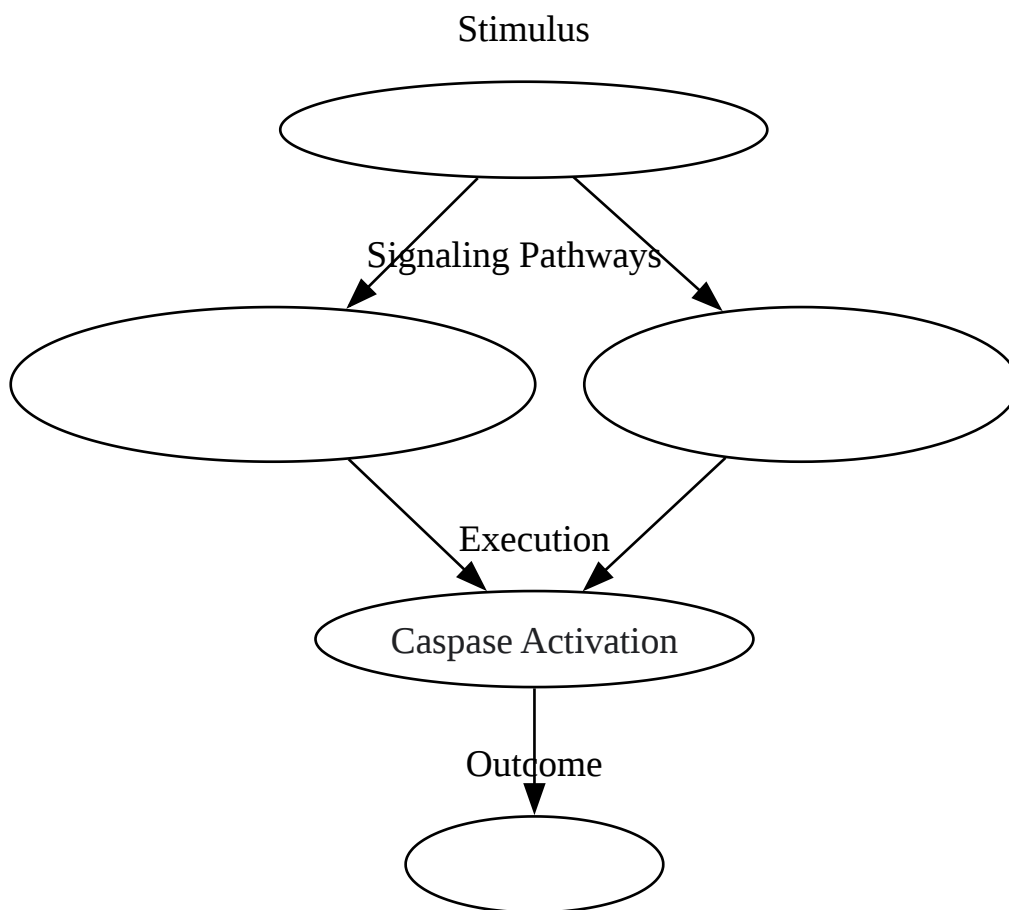 Stimulus
Signaling Pathways
Execution
Caspase Activation
Outcome